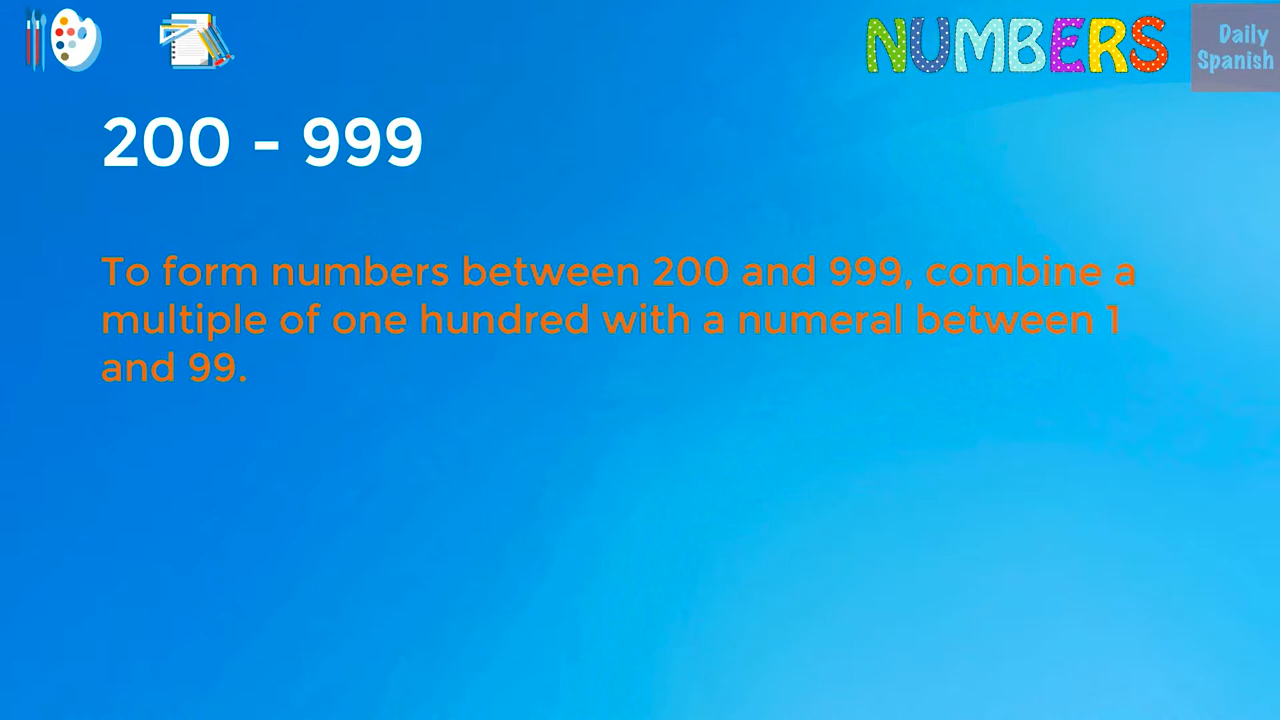 NUMBERS
Daily
Spanish
200 - 999
To form numbers between 200 and 999, combine a
multiple of one hundred with a numeral between 1
and 99.